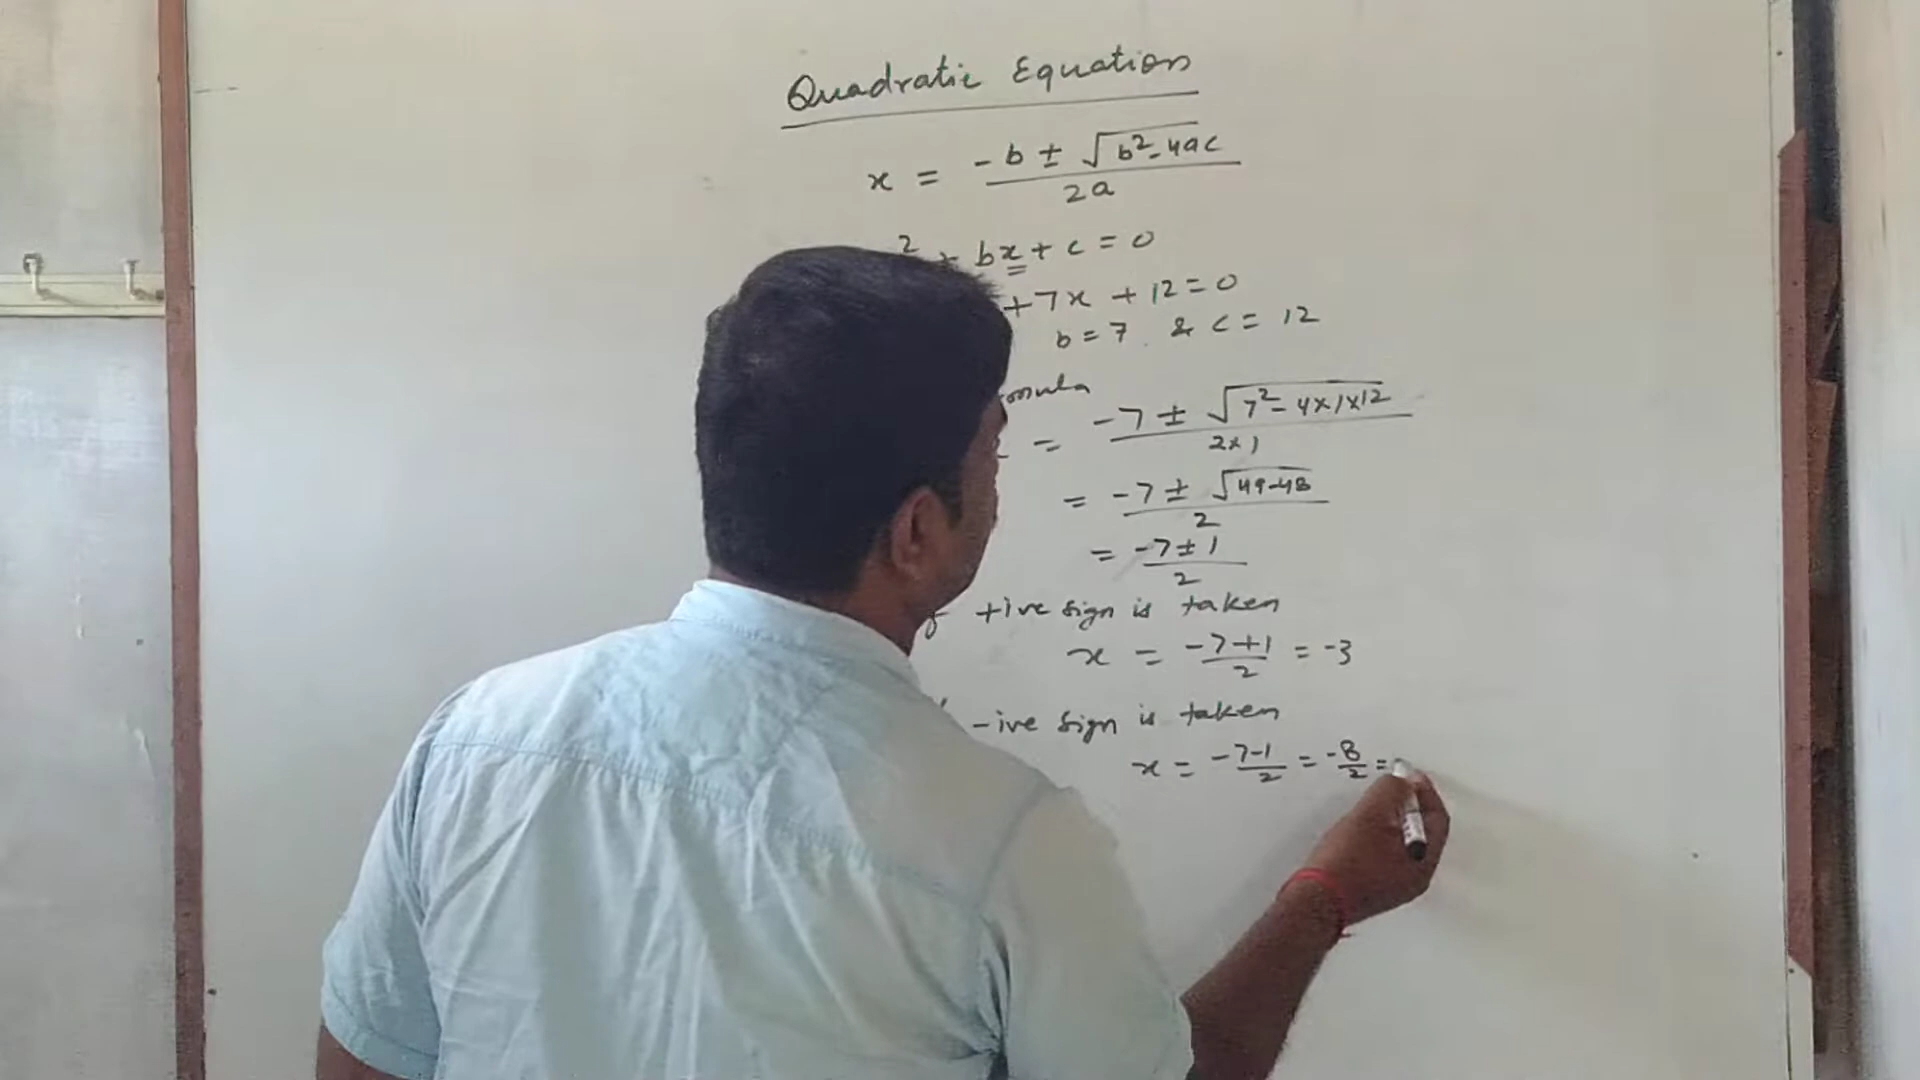 Quadratic Equation
x = -b ± √b²-4ac / 2a
² + bx + c = 0
+7x + 12 = 0
b = 7 & c = 12
= -7 ± √7² - 4x1x12 / 2x1
= -7 ± √49-48 / 2
= -7 ± 1 / 2
+ive sign is taken
x = -7+1 / 2 = -3
-ive sign is taken
x = -7-1 / 2 = -8 / 2 =